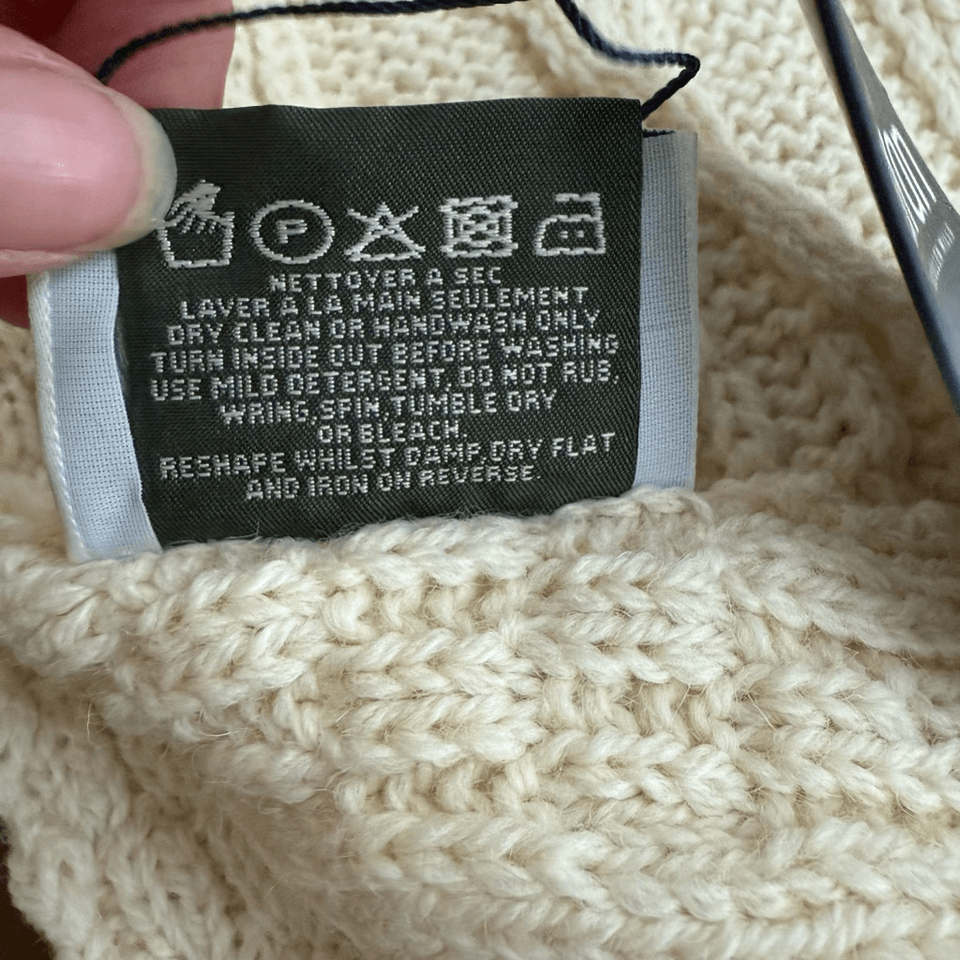 P
NETTOYER A SEC
LAVER A LA MAIN SEULEMENT
DRY CLEAN OR HANDWASH ONLY
TURN INSIDE OUT BEFORE WASHING
USE MILD DETERGENT, DO NOT RUB,
WRING, SPIN, TUMBLE DRY
OR BLEACH.
RESHAPE WHILST DAMP, DRY FLAT
AND IRON ON REVERSE.